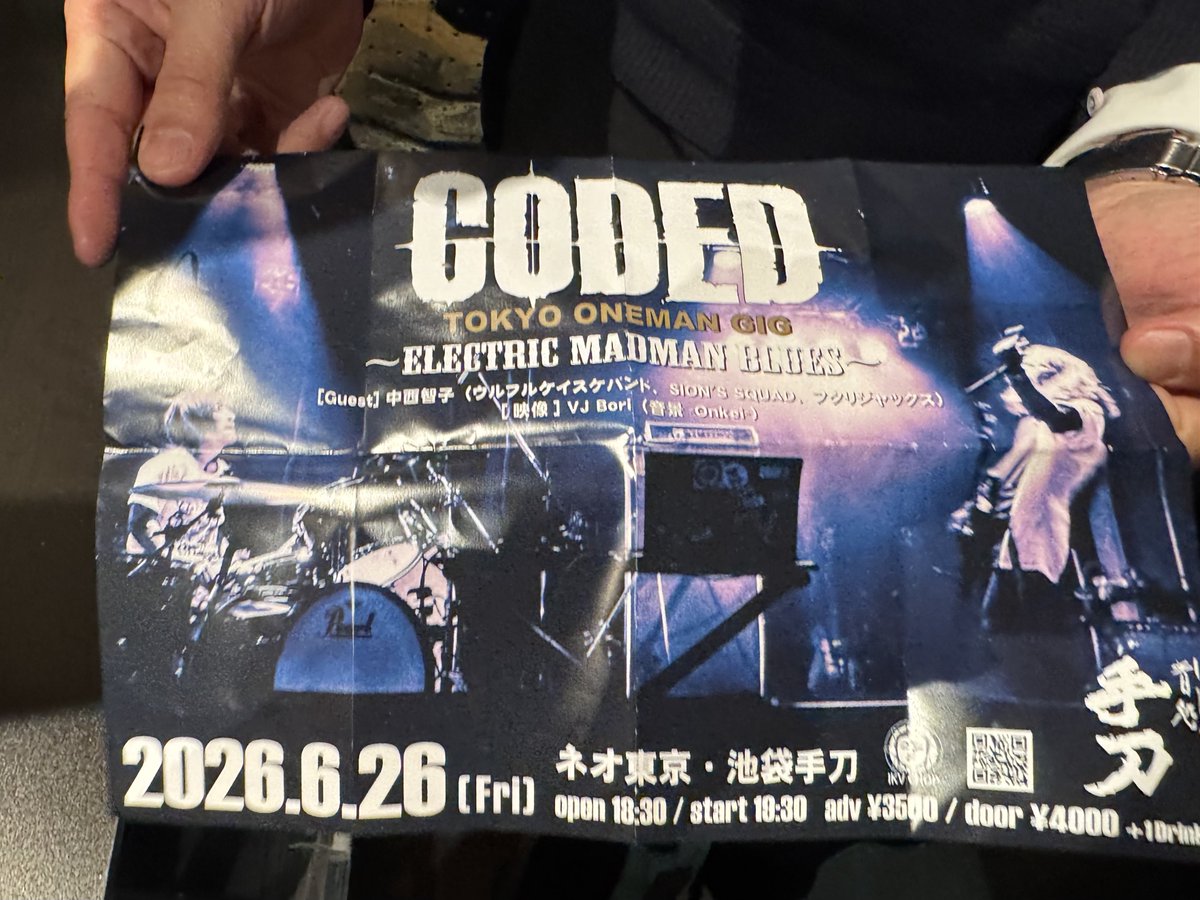 CODED
TOKYO ONEMAN GIG
～ELECTRIC MADMAN BLUES～
[Guest] 中西智子（ウルフルケイスケバンド、SION'S SQUAD、フクリジャックス）
[映像] VJ Bori（音景 -Onkei-）
Pearl
手刀
2026.6.26 (Fri)
ネオ東京・池袋手刀
open 18:30 / start 19:30 adv ¥3500 / door ¥4000 +1Drin